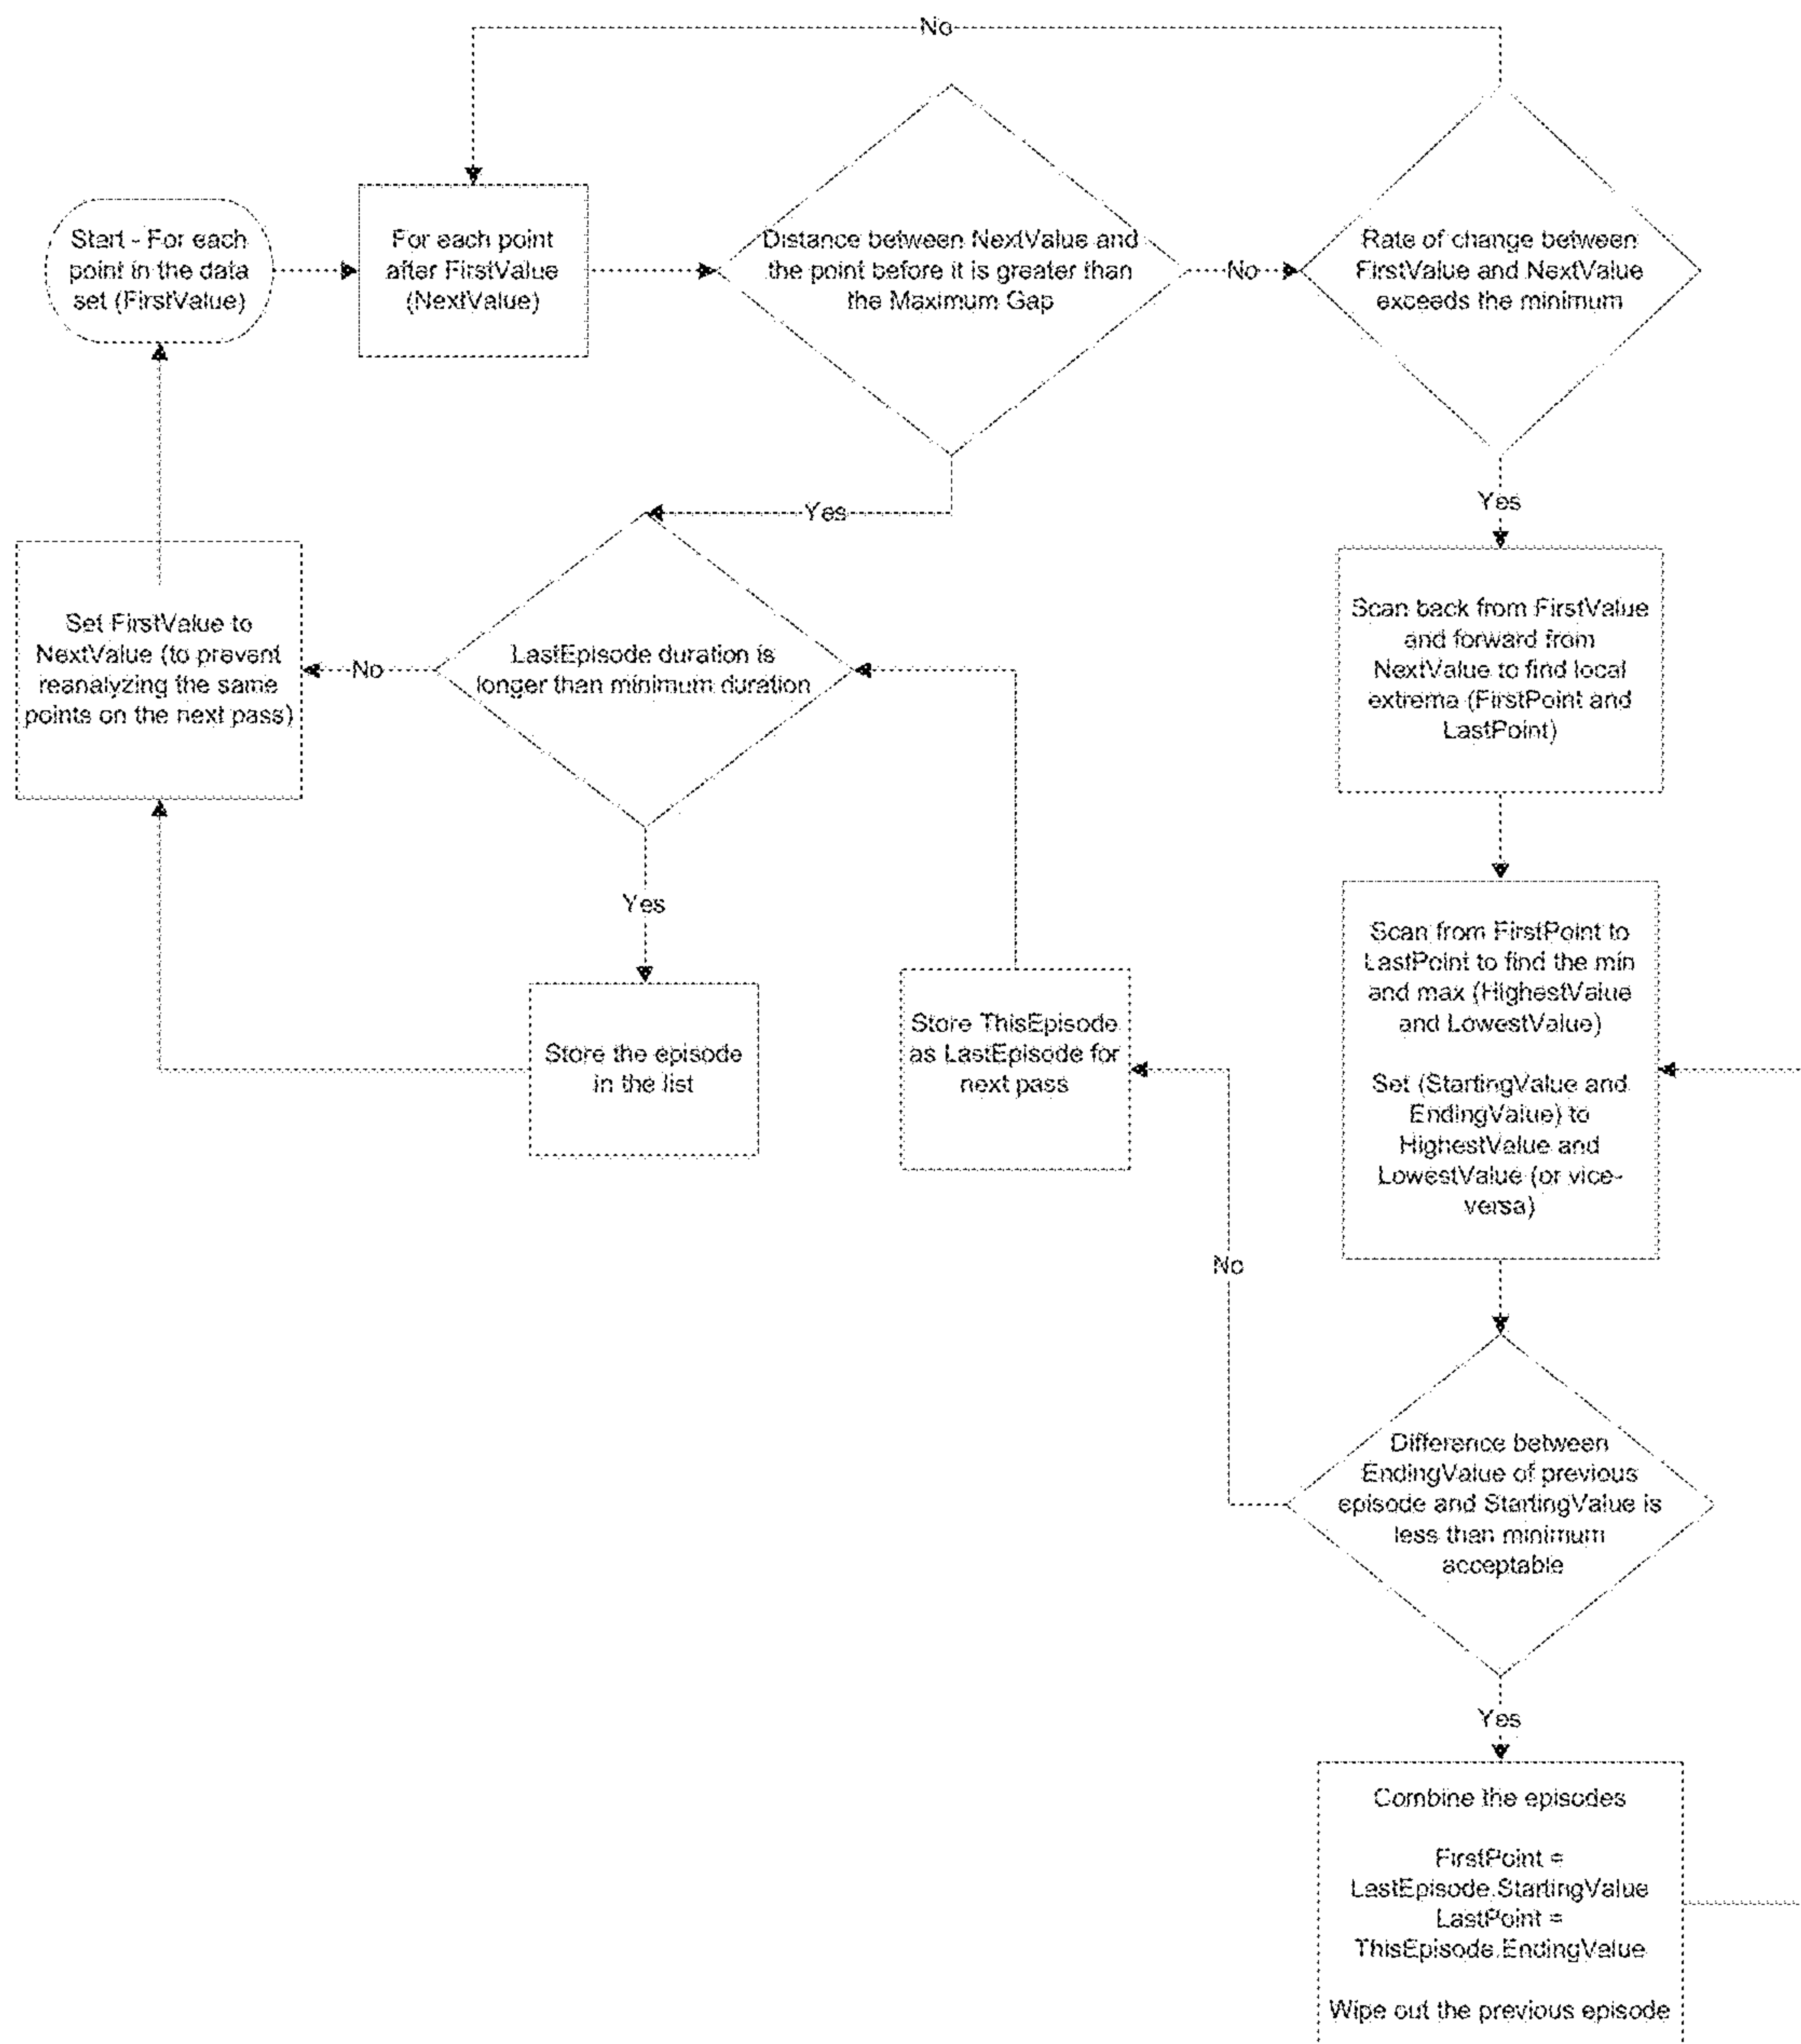 No
Start - For each
point in the data
set (FirstValue)
For each point
after FirstValue
(NextValue)
Distance between NextValue and
the point before it is greater than
the Maximum Gap
No
Rate of change between
FirstValue and NextValue
exceeds the minimum
Yes
Yes
Set FirstValue to
NextValue (to prevent
reanalyzing the same
points on the next pass)
No
LastEpisode duration is
longer than minimum duration
Scan back from FirstValue
and forward from
NextValue to find local
extrema (FirstPoint and
LastPoint)
Yes
Store the episode
in the list
Store ThisEpisode
as LastEpisode for
next pass
Scan from FirstPoint to
LastPoint to find the min
and max (HighestValue
and LowestValue)
Set (StartingValue and
EndingValue) to
HighestValue and
LowestValue (or vice-
versa)
No
Difference between
EndingValue of previous
episode and StartingValue is
less than minimum
acceptable
Yes
Combine the episodes
FirstPoint =
LastEpisode.StartingValue
LastPoint =
ThisEpisode.EndingValue
Wipe out the previous episode